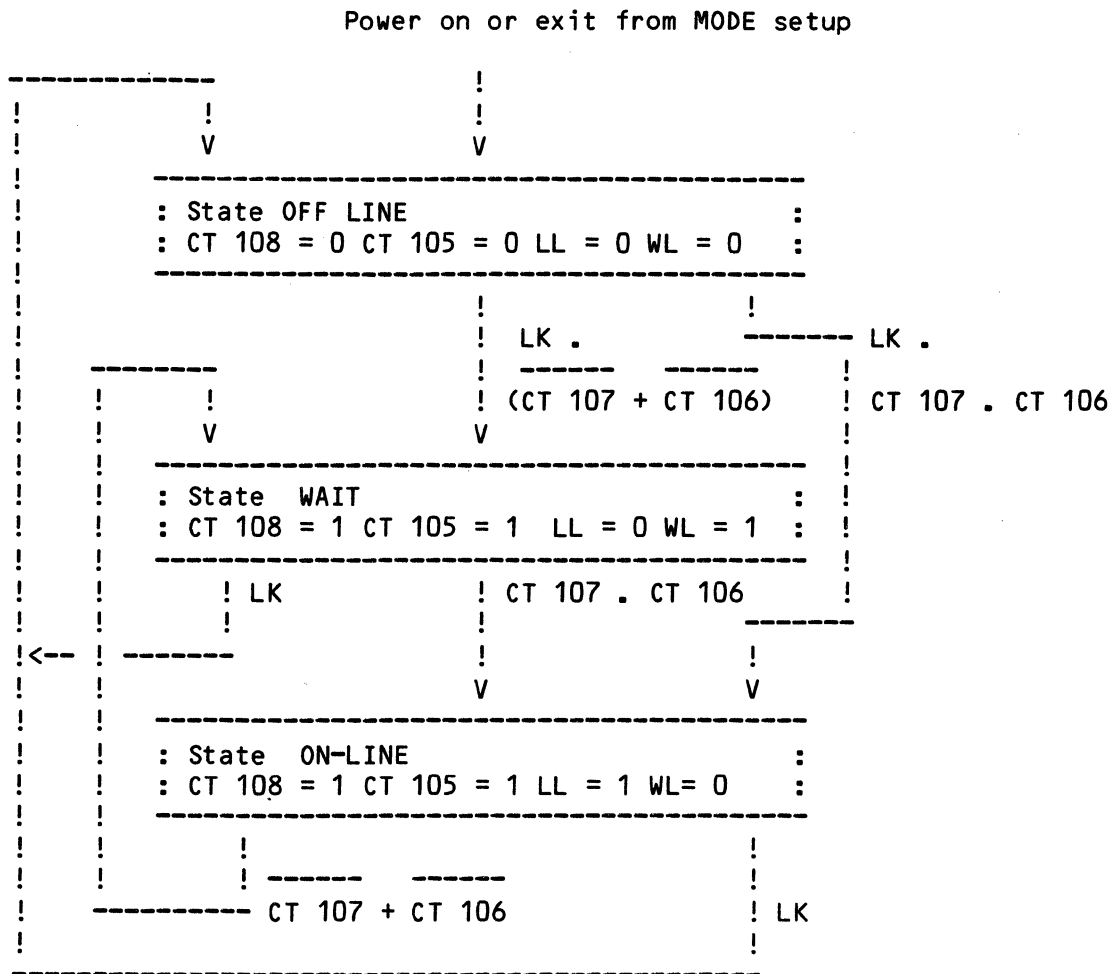 Power on or exit from MODE setup
: State OFF LINE :
: CT 108 = 0 CT 105 = 0 LL = 0 WL = 0 :
LK . LK .
(CT 107 + CT 106) CT 107 . CT 106
: State WAIT :
: CT 108 = 1 CT 105 = 1 LL = 0 WL = 1 :
LK CT 107 . CT 106
: State ON-LINE :
: CT 108 = 1 CT 105 = 1 LL = 1 WL= 0 :
CT 107 + CT 106 LK